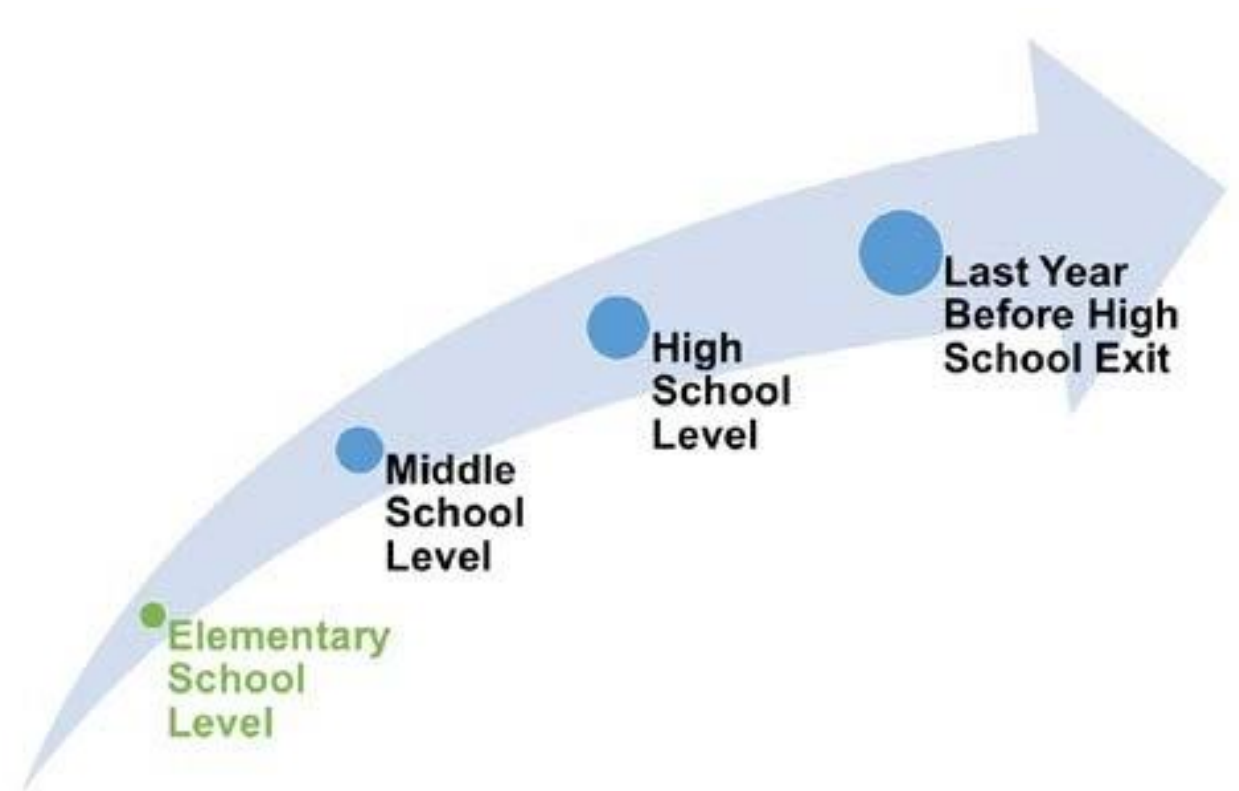 Elementary
School
Level
Middle
School
Level
High
School
Level
Last Year
Before High
School Exit